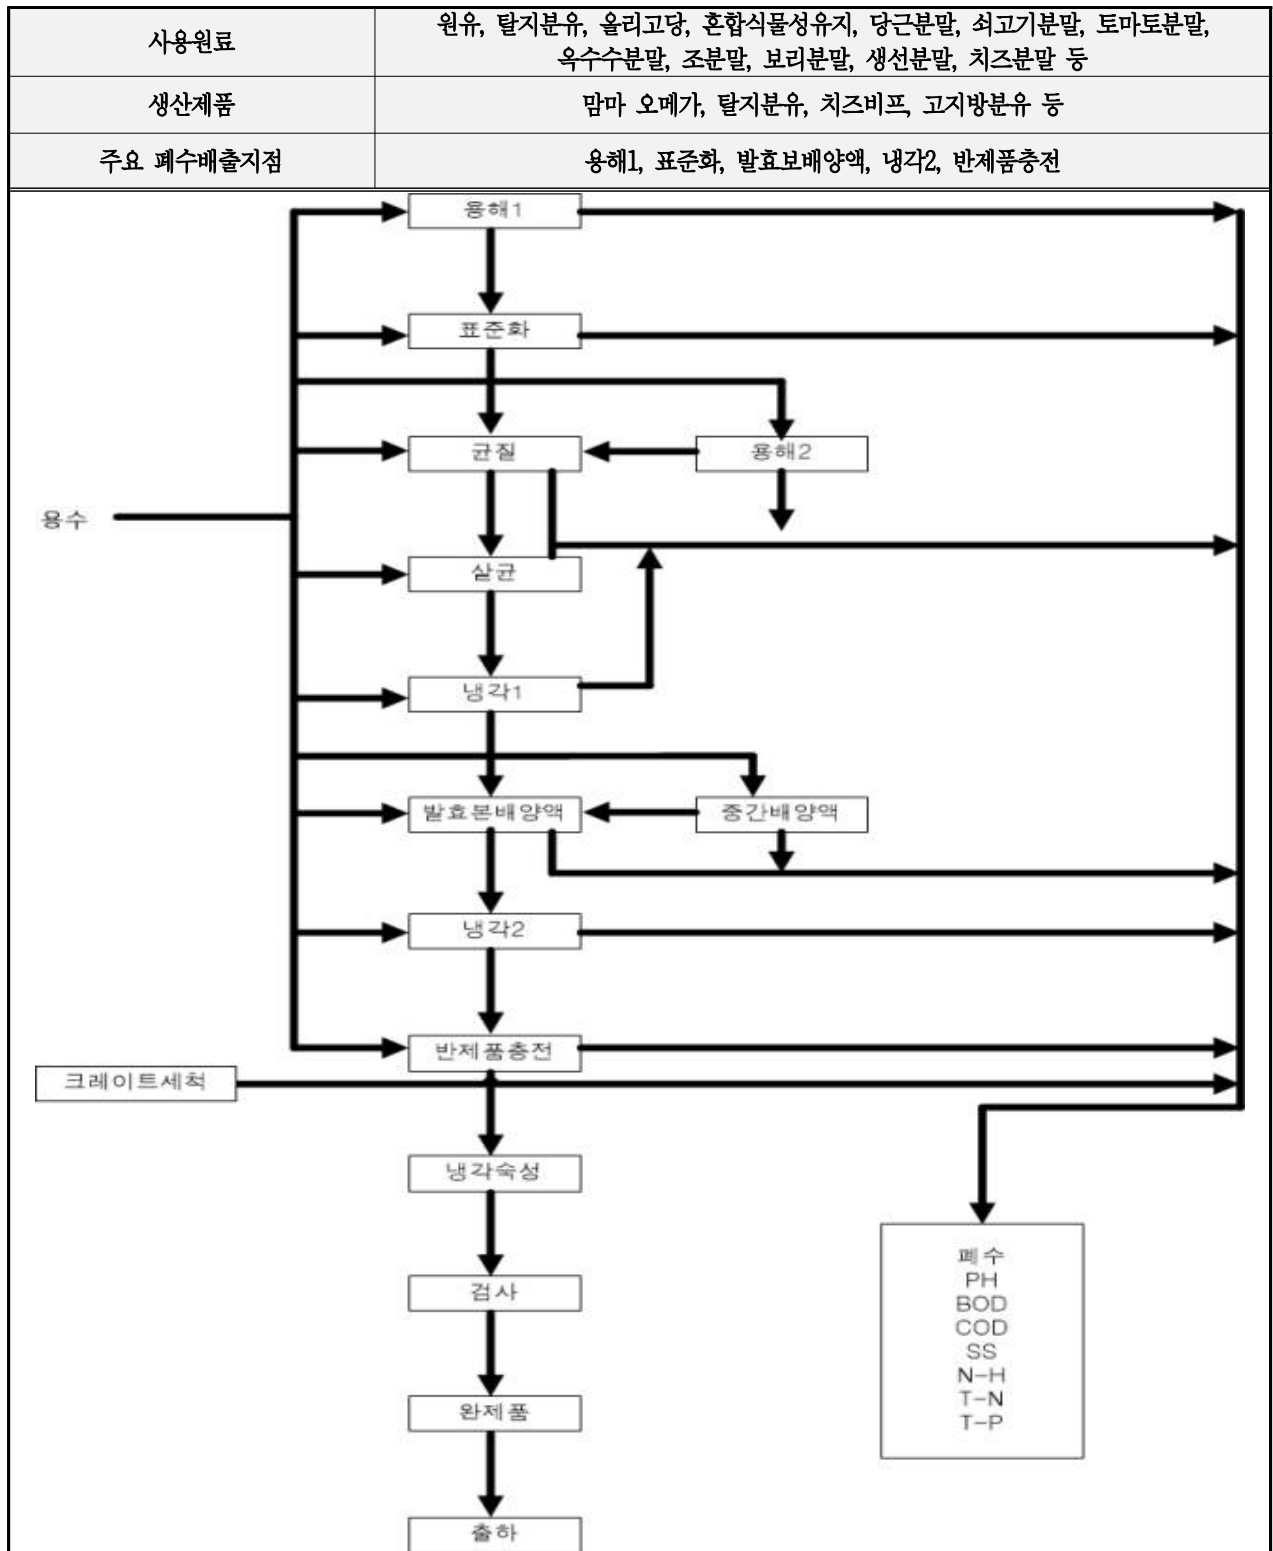 사용원료
원유, 탈지분유, 올리고당, 혼합식물성유지, 당근분말, 쇠고기분말, 토마토분말,
옥수수분말, 조분말, 보리분말, 생선분말, 치즈분말 등
생산제품
맘마 오메가, 탈지분유, 치즈비프, 고지방분유 등
주요 폐수배출지점
용해1, 표준화, 발효보배양액, 냉각2, 반제품충전
용해1
표준화
균질
용해2
용수
살균
냉각1
발효본배양액
중간배양액
냉각2
반제품충전
크레이트세척
냉각숙성
검사
완제품
출하
폐수
PH
BOD
COD
SS
N-H
T-N
T-P